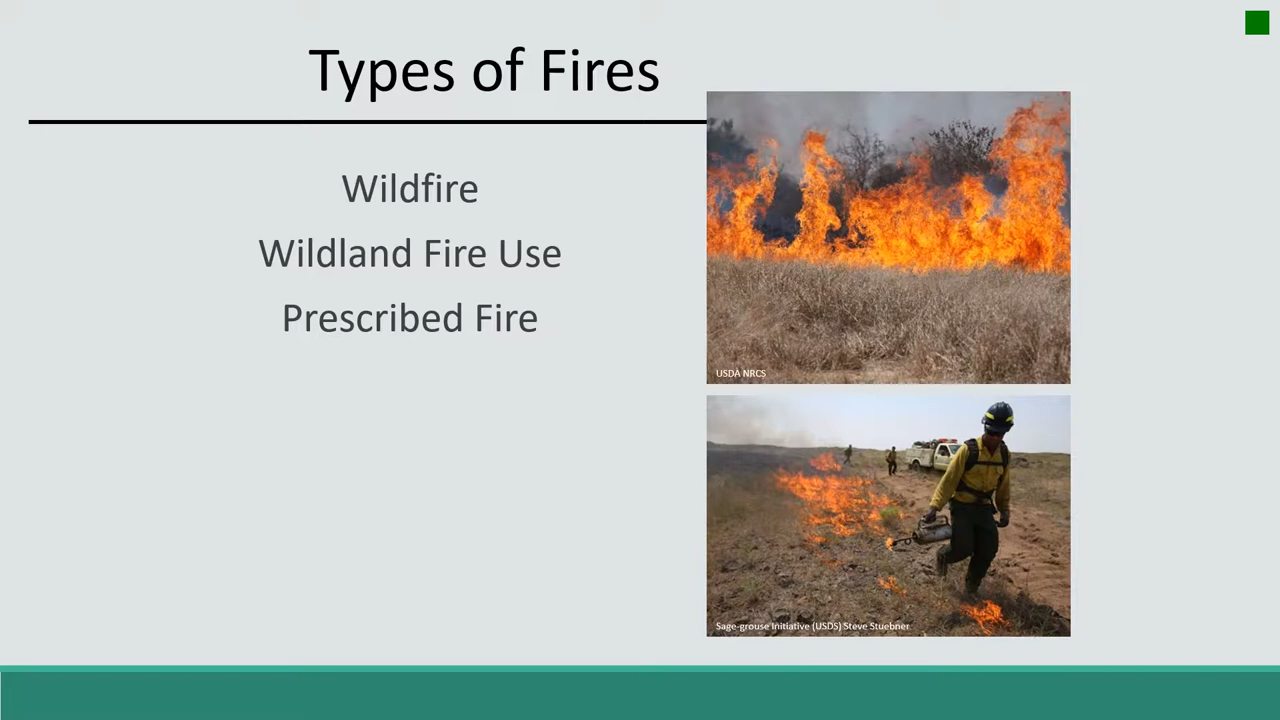 Types of Fires
Wildfire
Wildland Fire Use
Prescribed Fire
USDA NRCS
Sage-grouse Initiative (USDS) Steve Stuebner